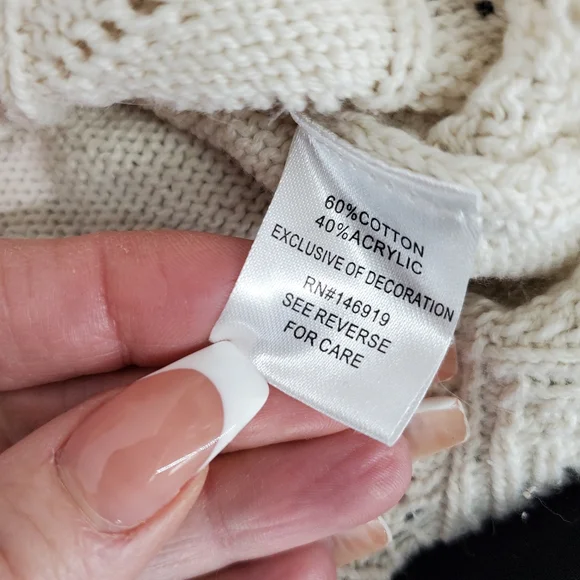 60%COTTON
40%ACRYLIC
EXCLUSIVE OF DECORATION
RN#146919
SEE REVERSE
FOR CARE